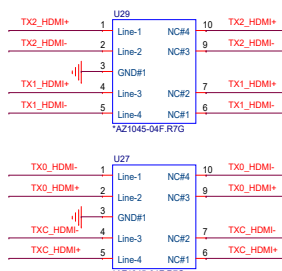 U29
TX2_HDMI+ 1 Line-1 NC#4 10 TX2_HDMI+
TX2_HDMI- 2 Line-2 NC#3 9 TX2_HDMI-
3 GND#1
TX1_HDMI+ 4 Line-3 NC#2 7 TX1_HDMI+
TX1_HDMI- 5 Line-4 NC#1 6 TX1_HDMI-
*AZ1045-04F.R7G
U27
TX0_HDMI- 1 Line-1 NC#4 10 TX0_HDMI-
TX0_HDMI+ 2 Line-2 NC#3 9 TX0_HDMI+
3 GND#1
TXC_HDMI- 4 Line-3 NC#2 7 TXC_HDMI-
TXC_HDMI+ 5 Line-4 NC#1 6 TXC_HDMI+